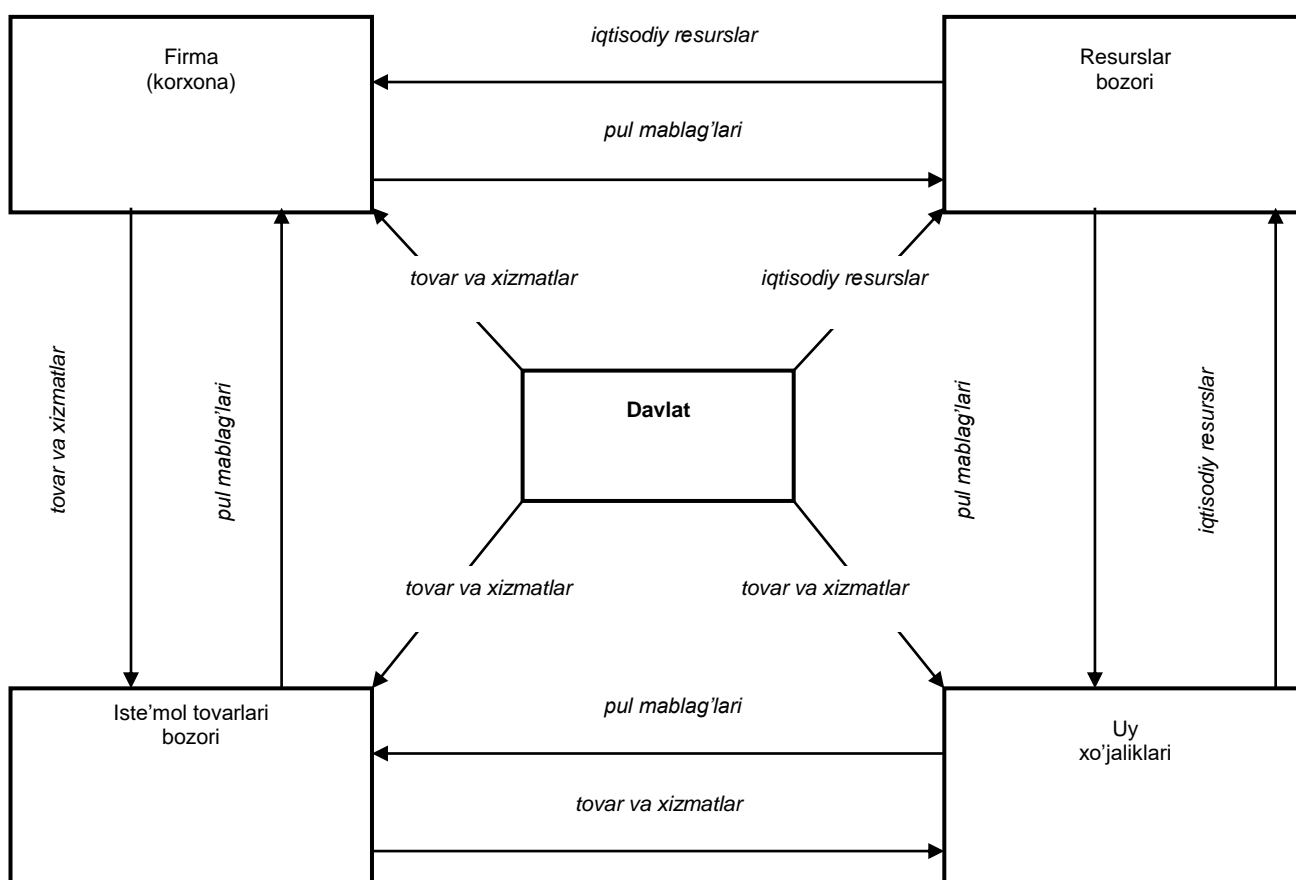 iqtisodiy resurslar
Firma
(korxona)
Resurslar
bozori
pul mablag’lari
tovar va xizmatlar
iqtisodiy resurslar
tovar va xizmatlar
pul mablag’lari
Davlat
pul mablag’lari
iqtisodiy resurslar
tovar va xizmatlar
tovar va xizmatlar
Iste’mol tovarlari
bozori
pul mablag’lari
Uy
xo’jaliklari
tovar va xizmatlar